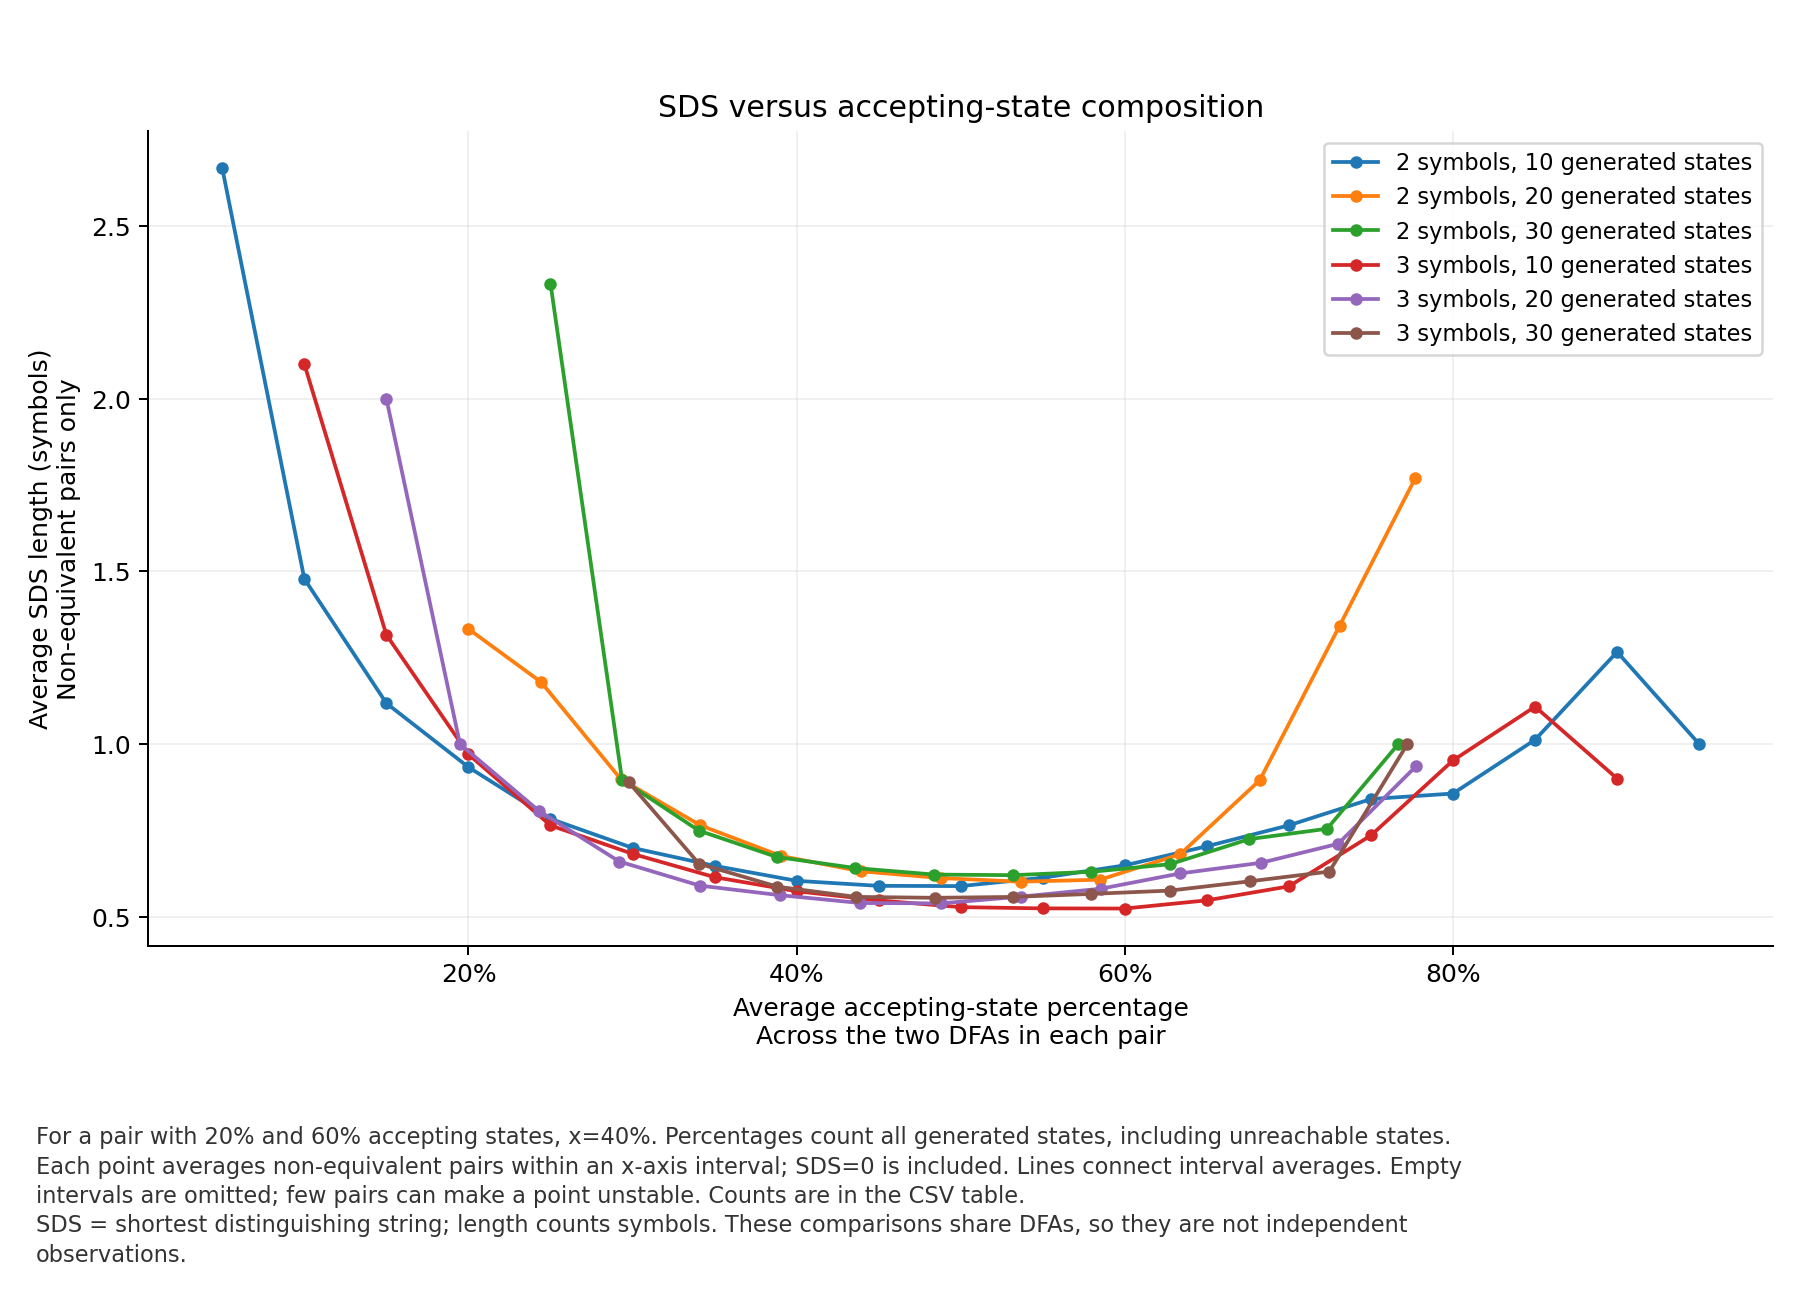 SDS versus accepting-state composition
2 symbols, 10 generated states
2 symbols, 20 generated states
2 symbols, 30 generated states
3 symbols, 10 generated states
3 symbols, 20 generated states
3 symbols, 30 generated states
Average SDS length (symbols)
Non-equivalent pairs only
2.5
2.0
1.5
1.0
0.5
20%
40%
60%
80%
Average accepting-state percentage
Across the two DFAs in each pair
For a pair with 20% and 60% accepting states, x=40%. Percentages count all generated states, including unreachable states.
Each point averages non-equivalent pairs within an x-axis interval; SDS=0 is included. Lines connect interval averages. Empty
intervals are omitted; few pairs can make a point unstable. Counts are in the CSV table.
SDS = shortest distinguishing string; length counts symbols. These comparisons share DFAs, so they are not independent
observations.